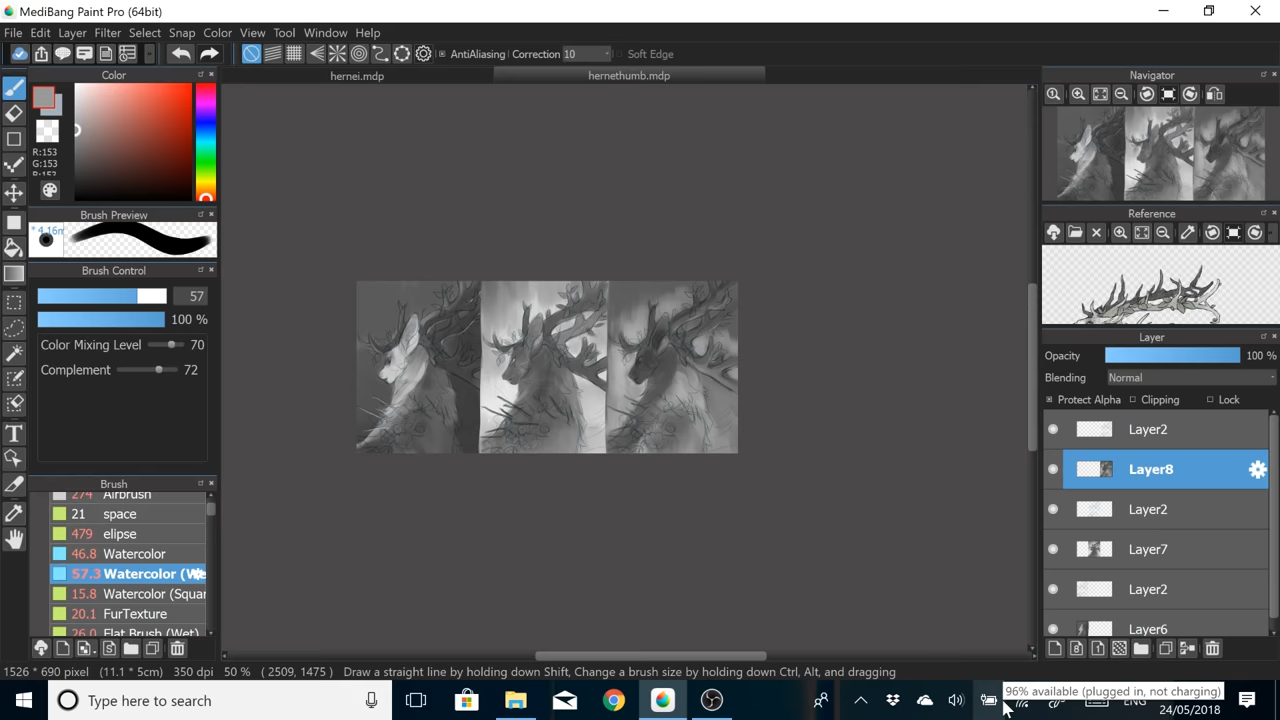 MediBang Paint Pro (64bit)
File Edit Layer Filter Select Snap Color View Tool Window Help
AntiAliasing Correction 10 Soft Edge
Color
hernei.mdp
hernethumb.mdp
Navigator
R:153
G:153
B:153
Brush Preview
Reference
Brush Control
57
100 %
Color Mixing Level 70
Complement 72
Layer
Opacity 100 %
Blending Normal
Protect Alpha Clipping Lock
Layer2
Layer8
Layer2
Layer7
Layer2
Layer6
Brush
274 Airbrush
21 space
479 elipse
46.8 Watercolor
57.3 Watercolor
15.8 Watercolor (Squar
20.1 FurTexture
26.0 Flat Brush (Wet)
1526 * 690 pixel (11.1 * 5cm) 350 dpi 50 % ( 2509, 1475 ) Draw a straight line by holding down Shift, Change a brush size by holding down Ctrl, Alt, and dragging
Type here to search
96% available (plugged in, not charging)
ENG
24/05/2018